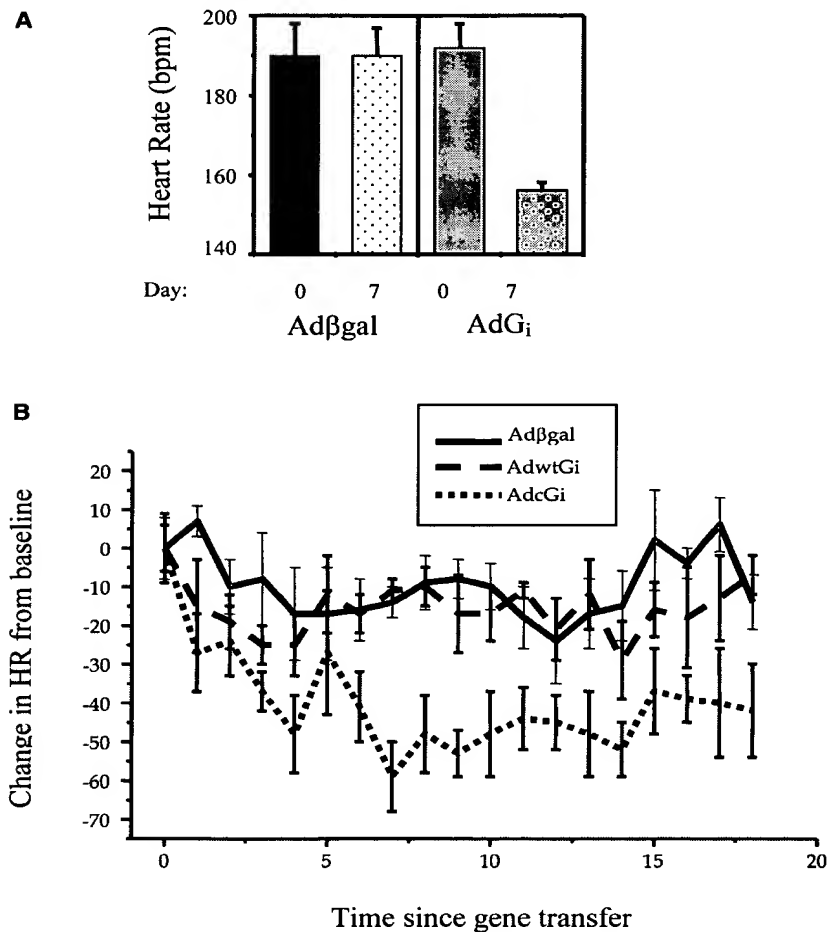 A
Heart Rate (bpm)
200
180
160
140
Day: 0 7 0 7
Adβgal AdGi
B
Adβgal
AdwtGi
AdcGi
Change in HR from baseline
20
10
0
-10
-20
-30
-40
-50
-60
-70
0 5 10 15 20
Time since gene transfer